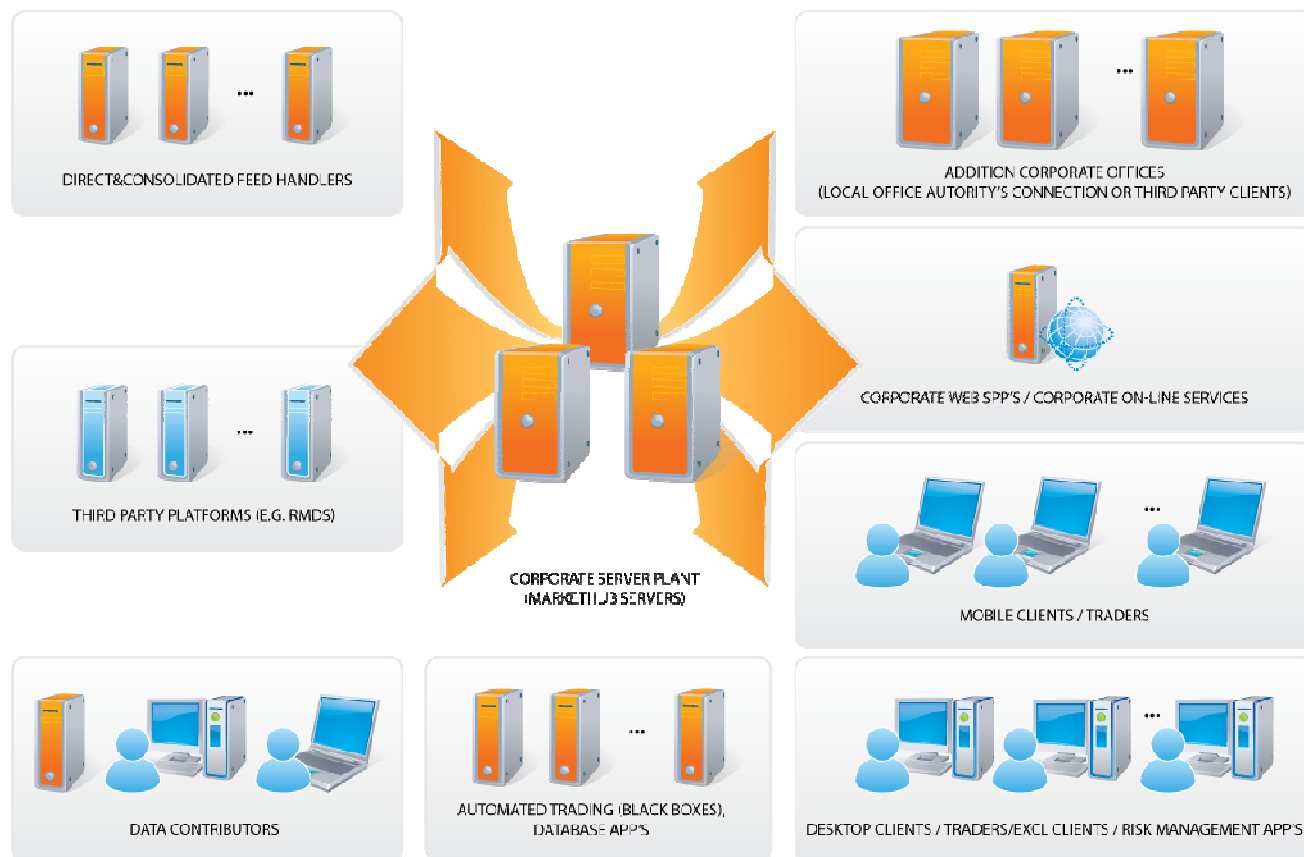 DIRECT&CONSOLIDATED FEED HANDLERS
ADDITION CORPORATE OFFICES
(LOCAL OFFICE AUTORITY'S CONNECTION OR THIRD PARTY CLIENTS)
CORPORATE WEB SPP'S / CORPORATE ON-LINE SERVICES
THIRD PARTY PLATFORMS (E.G. RMDS)
CORPORATE SERVER PLANT
(MARKETHUB SERVERS)
MOBILE CLIENTS / TRADERS
DATA CONTRIBUTORS
AUTOMATED TRADING (BLACK BOXES),
DATABASE APP'S
DESKTOP CLIENTS / TRADERS/EXCL CLIENTS / RISK MANAGEMENT APP'S